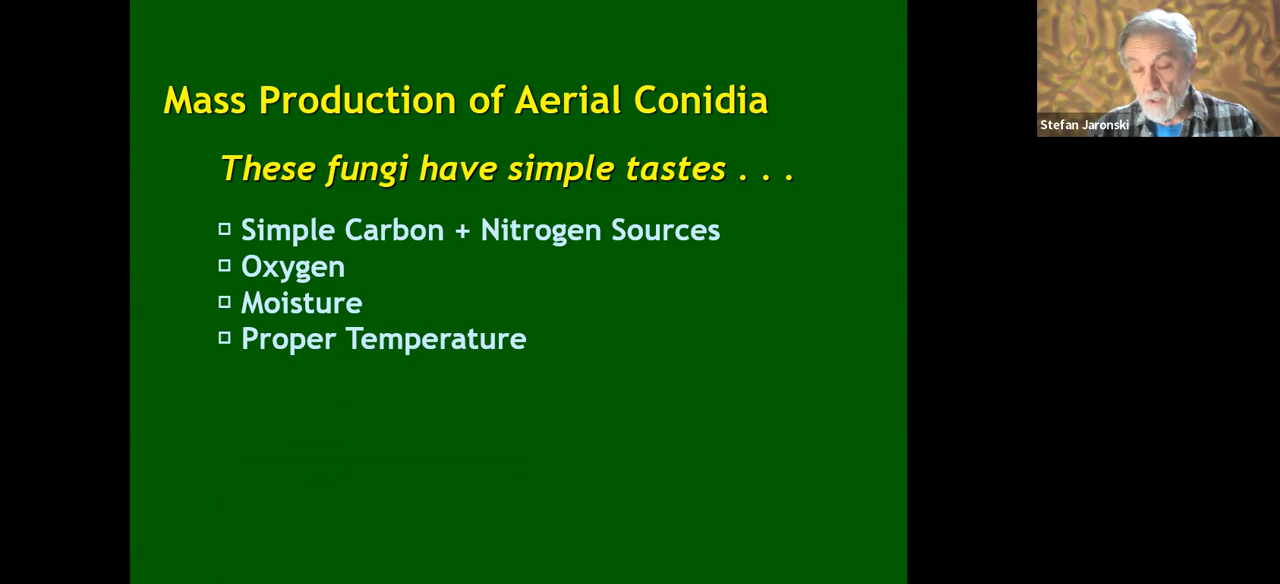 Mass Production of Aerial Conidia
These fungi have simple tastes . . .
Simple Carbon + Nitrogen Sources
Oxygen
Moisture
Proper Temperature
Stefan Jaronski